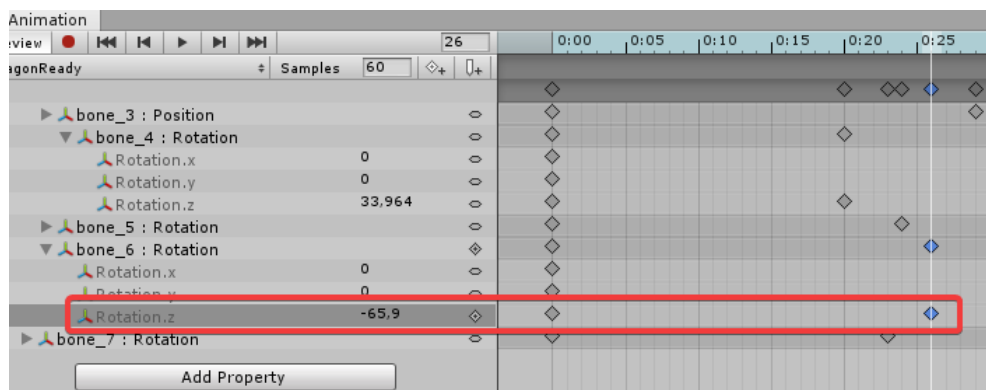 Animation
eview 26 0:00 0:05 0:10 0:15 0:20 0:25
agonReady Samples 60
bone_3 : Position
bone_4 : Rotation
Rotation.x 0
Rotation.y 0
Rotation.z 33,964
bone_5 : Rotation
bone_6 : Rotation
Rotation.x 0
Rotation.y 0
Rotation.z -65,9
bone_7 : Rotation
Add Property